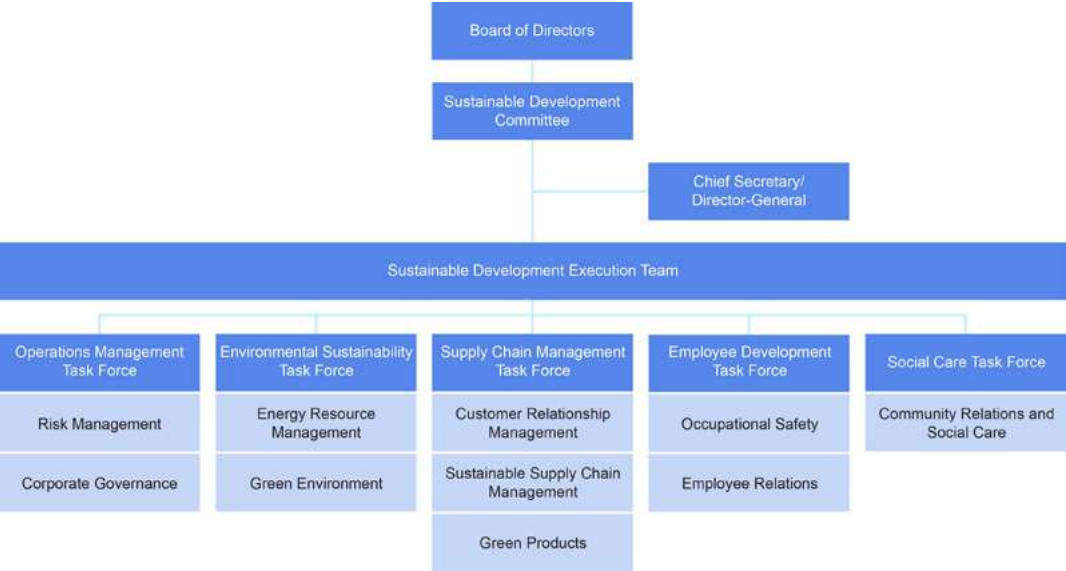 Board of Directors
Sustainable Development
Committee
Chief Secretary/
Director-General
Sustainable Development Execution Team
Operations Management
Task Force
Risk Management
Corporate Governance
Environmental Sustainability
Task Force
Energy Resource
Management
Green Environment
Supply Chain Management
Task Force
Customer Relationship
Management
Sustainable Supply Chain
Management
Green Products
Employee Development
Task Force
Occupational Safety
Employee Relations
Social Care Task Force
Community Relations and
Social Care